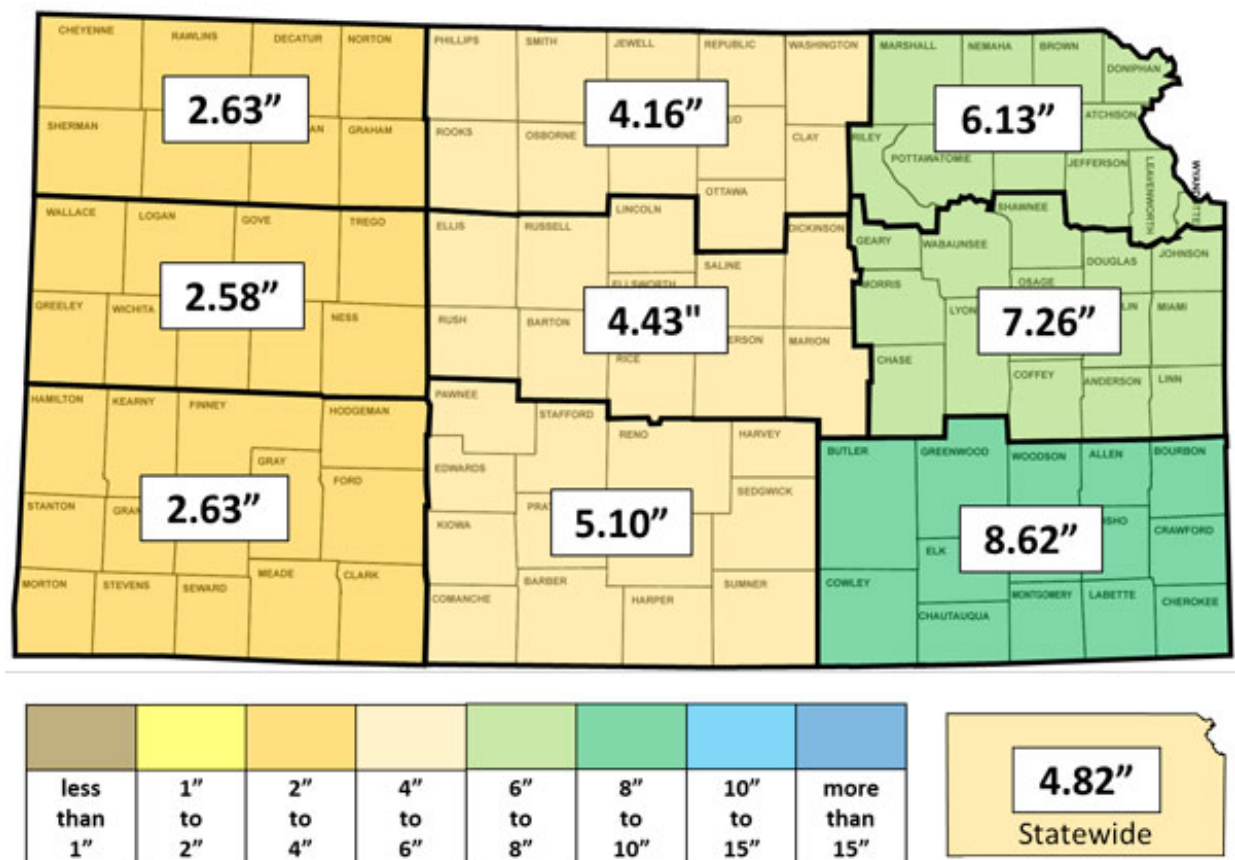 CHEYENNE RAWLINS DECATUR NORTON PHILLIPS SMITH JEWELL REPUBLIC WASHINGTON MARSHALL NEMAHA BROWN DONIPHAN
2.63” 4.16” 6.13”
SHERMAN GRAHAM ROOKS OSBORNE CLAY RILEY ATCHISON
POTTAWATOMIE JEFFERSON LEAVENWORTH WYANDOTTE
OTTAWA
WALLACE LOGAN GOVE TREGO ELLIS RUSSELL LINCOLN DICKINSON SHAWNEE
GEARY WABAUNSEE DOUGLAS JOHNSON
SALINE
ELLSWORTH MORRIS OSAGE
2.58” 4.43" 7.26”
GREELEY WICHITA NESS RUSH BARTON MARION LYON MIAMI
RICE CHASE
COFFEY ANDERSON LINN
HAMILTON KEARNY FINNEY HODGEMAN PAWNEE STAFFORD RENO HARVEY
BUTLER GREENWOOD WOODSON ALLEN BOURBON
GRAY EDWARDS
FORD SEDGWICK
STANTON KIOWA CRAWFORD
2.63” 5.10” 8.62”
ELK
MORTON STEVENS SEWARD MEADE CLARK COMANCHE BARBER HARPER SUMNER COWLEY
CHAUTAUQUA MONTGOMERY LABETTE CHEROKEE
less than 1”
1” to 2”
2” to 4”
4” to 6”
6” to 8”
8” to 10”
10” to 15”
more than 15”
4.82”
Statewide